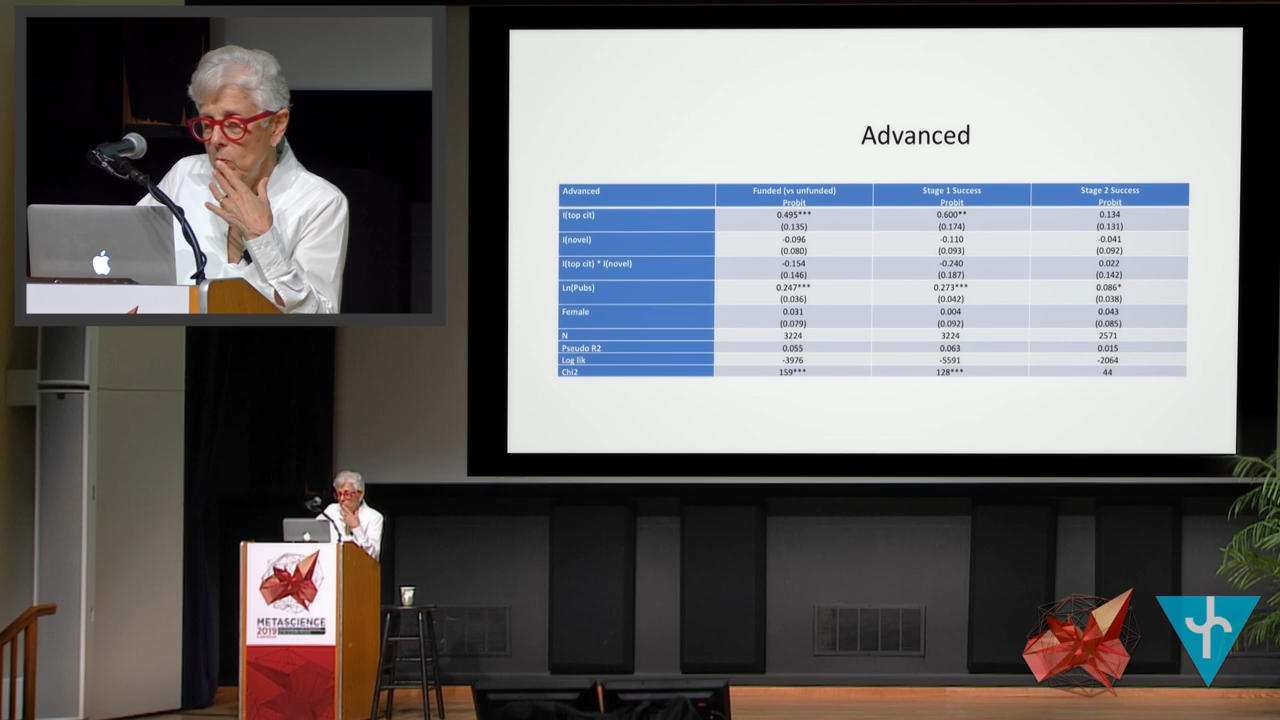 Advanced
Advanced Funded (vs unfunded) Stage 1 Success Stage 2 Success
Probit Probit Probit
I(top cit) 0.495*** 0.600** 0.134
(0.135) (0.174) (0.131)
I(novel) -0.096 -0.110 -0.041
(0.080) (0.093) (0.092)
I(top cit) * I(novel) -0.154 -0.240 0.022
(0.146) (0.187) (0.142)
Ln(Pubs) 0.247*** 0.273*** 0.086*
(0.036) (0.042) (0.038)
Female 0.031 0.004 0.043
(0.079) (0.092) (0.085)
N 3224 3224 2571
Pseudo R2 0.055 0.063 0.015
Log lik -3976 -5591 -2064
Chi2 159*** 128*** 44
METASCIENCE
2019